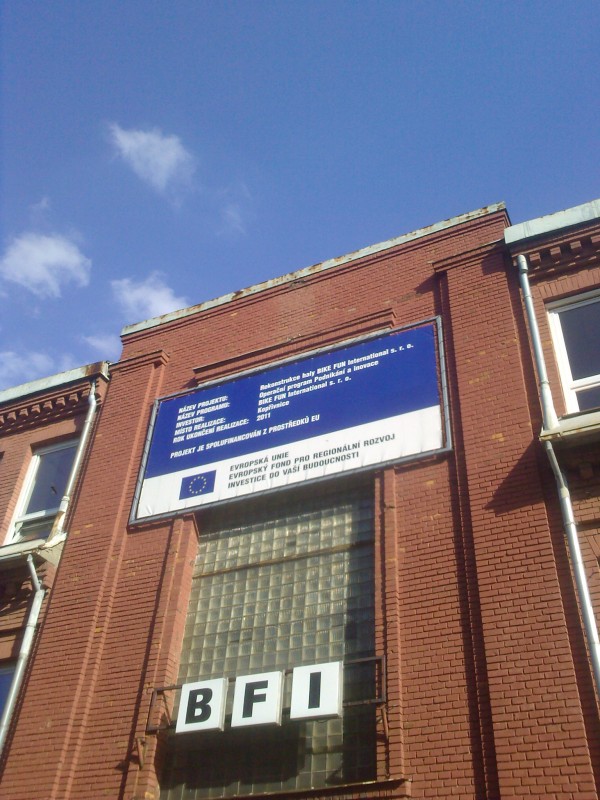 NÁZEV PROJEKTU: Rekonstrukce haly BIKE FUN International s. r. o.
NÁZEV PROGRAMU: Operační program Podnikání a inovace
INVESTOR: BIKE FUN International s. r. o.
MÍSTO REALIZACE: Kopřivnice
ROK UKONČENÍ REALIZACE: 2011
PROJEKT JE SPOLUFINANCOVÁN Z PROSTŘEDKŮ EU
EVROPSKÁ UNIE
EVROPSKÝ FOND PRO REGIONÁLNÍ ROZVOJ
INVESTICE DO VAŠÍ BUDOUCNOSTI
BFI